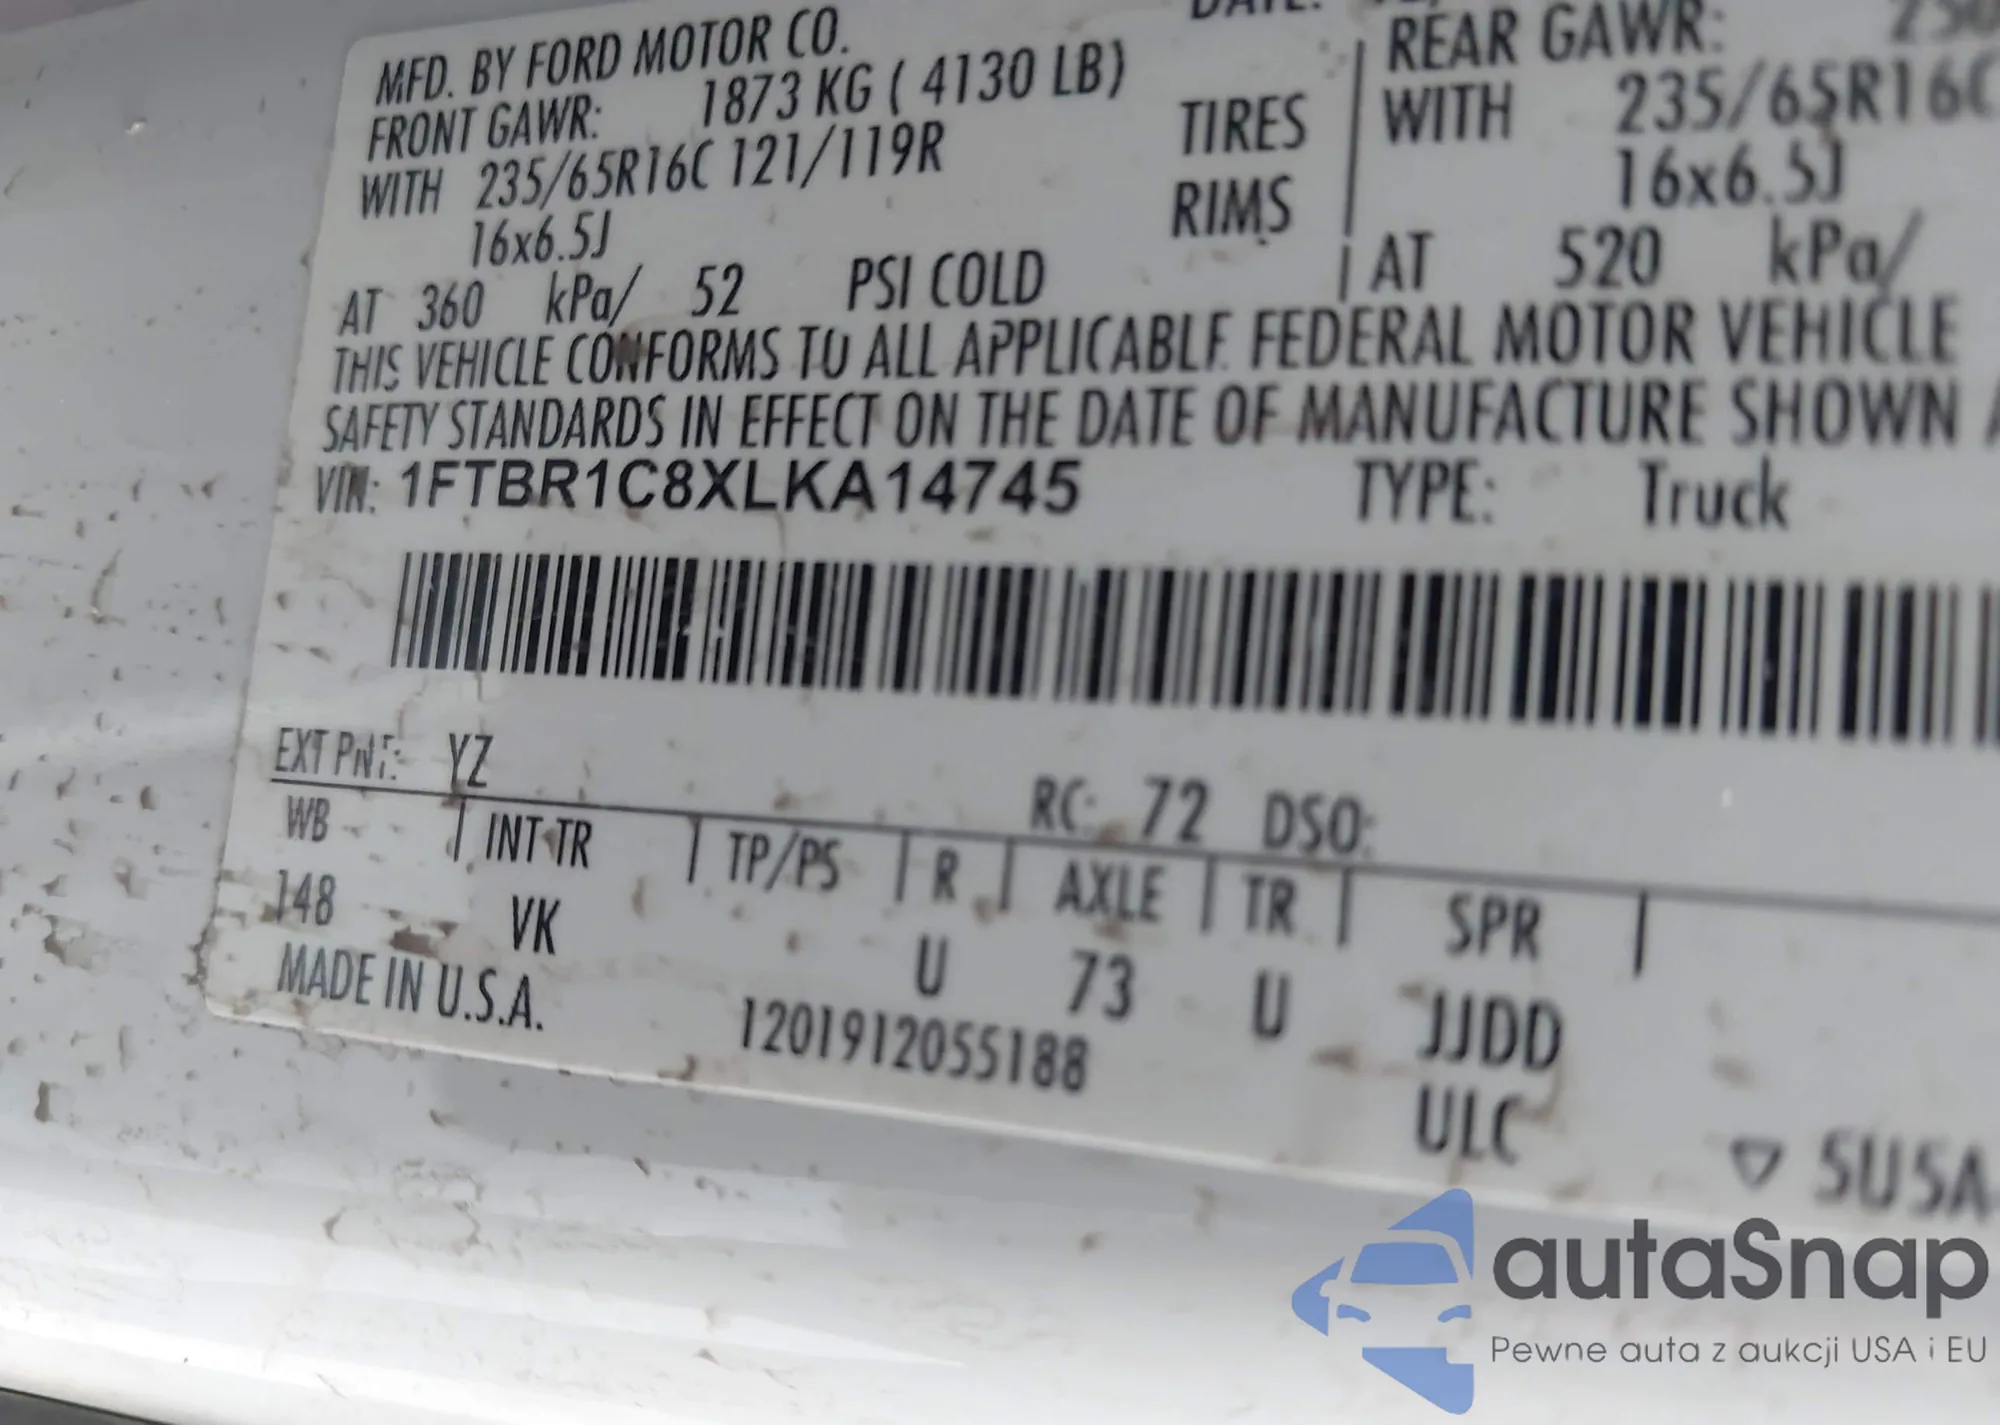 MFD. BY FORD MOTOR CO.
FRONT GAWR: 1873 KG ( 4130 LB)
WITH 235/65R16C 121/119R TIRES
16x6.5J RIMS
AT 360 kPa/ 52 PSI COLD
REAR GAWR:
WITH 235/65R16C
16x6.5J
AT 520 kPa/
THIS VEHICLE CONFORMS TO ALL APPLICABLE FEDERAL MOTOR VEHICLE
SAFETY STANDARDS IN EFFECT ON THE DATE OF MANUFACTURE SHOWN
VIN: 1FTBR1C8XLKA14745 TYPE: Truck
EXT PNT: YZ RC: 72 DSO:
WB INT TR TP/PS R AXLE TR SPR
148 VK U 73 U JJDD
MADE IN U.S.A. 1201912055188 ULC
▽ 5U5A
autaSnap
Pewne auta z aukcji USA i EU